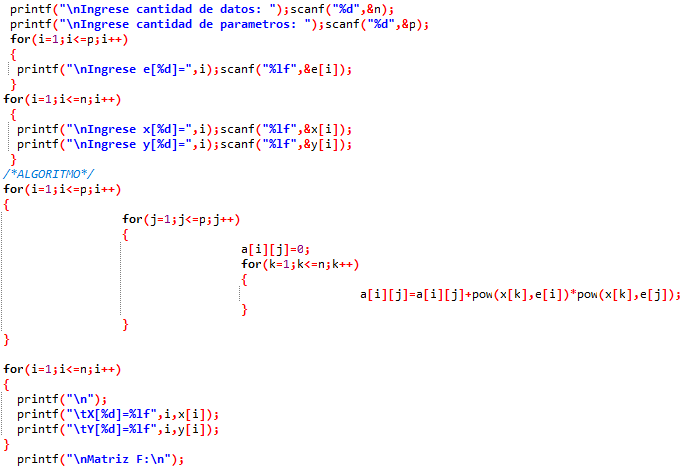 printf("\nIngrese cantidad de datos: ");scanf("%d",&n);
printf("\nIngrese cantidad de parametros: ");scanf("%d",&p);
for(i=1;i<=p;i++)
{
printf("\nIngrese e[%d]=",i);scanf("%lf",&e[i]);
}
for(i=1;i<=n;i++)
{
printf("\nIngrese x[%d]=",i);scanf("%lf",&x[i]);
printf("\nIngrese y[%d]=",i);scanf("%lf",&y[i]);
}
/*ALGORITMO*/
for(i=1;i<=p;i++)
{
for(j=1;j<=p;j++)
{
a[i][j]=0;
for(k=1;k<=n;k++)
{
a[i][j]=a[i][j]+pow(x[k],e[i])*pow(x[k],e[j]);
}
}
}
for(i=1;i<=n;i++)
{
printf("\n");
printf("\tX[%d]=%lf",i,x[i]);
printf("\tY[%d]=%lf",i,y[i]);
}
printf("\nMatriz F:\n");